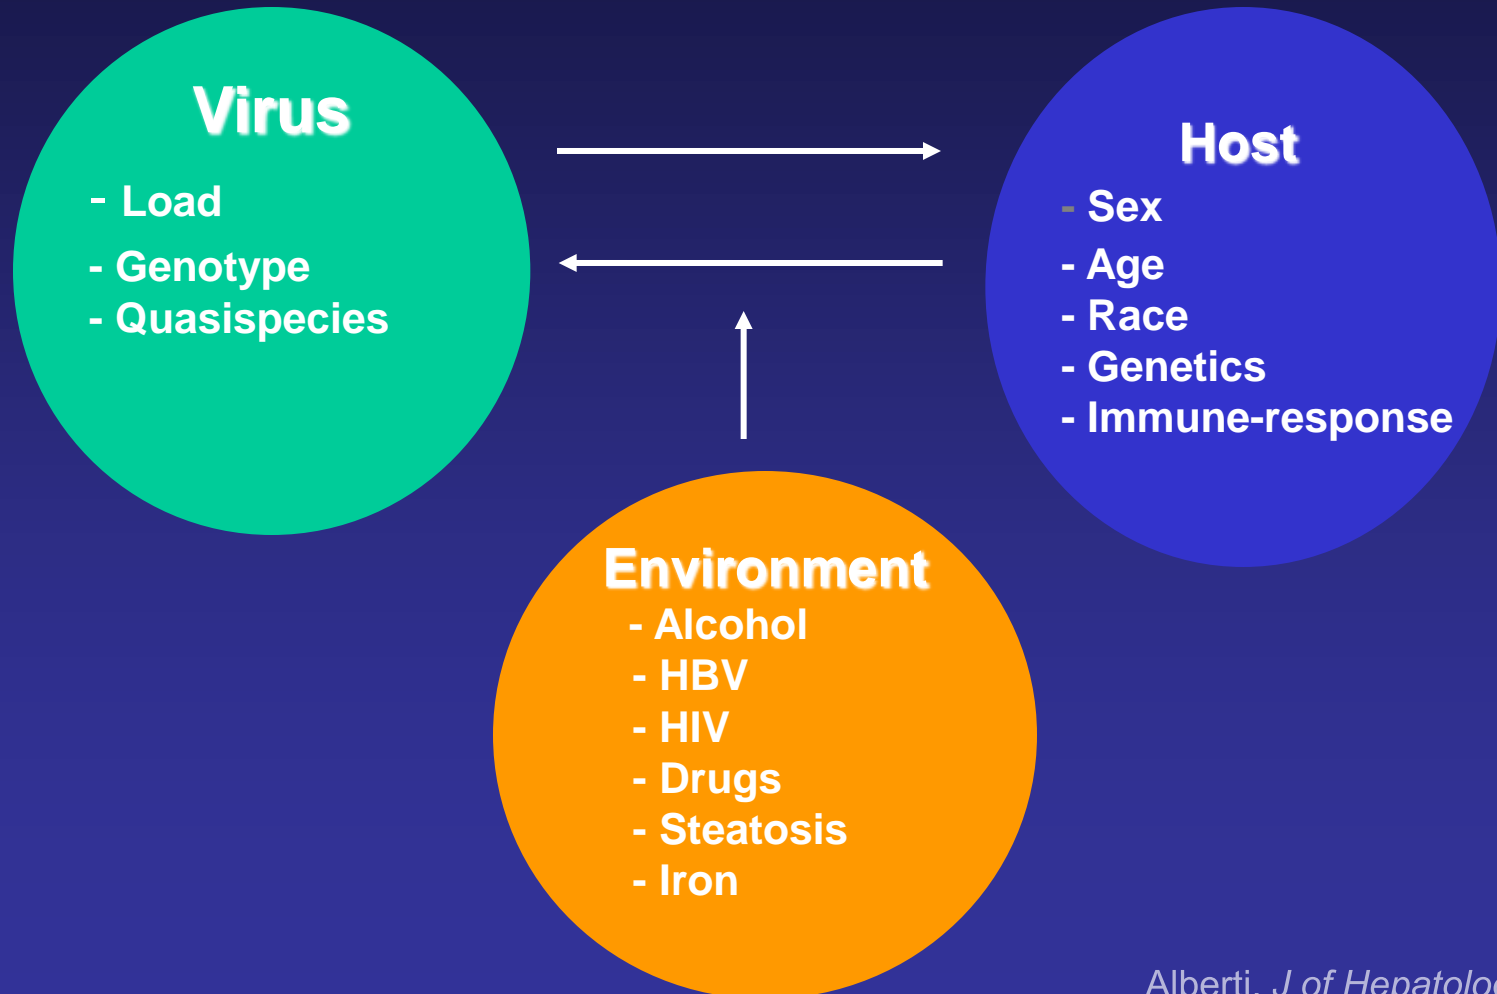 Virus
- Load
- Genotype
- Quasispecies
Host
- Sex
- Age
- Race
- Genetics
- Immune-response
Environment
- Alcohol
- HBV
- HIV
- Drugs
- Steatosis
- Iron
Alberti, J of